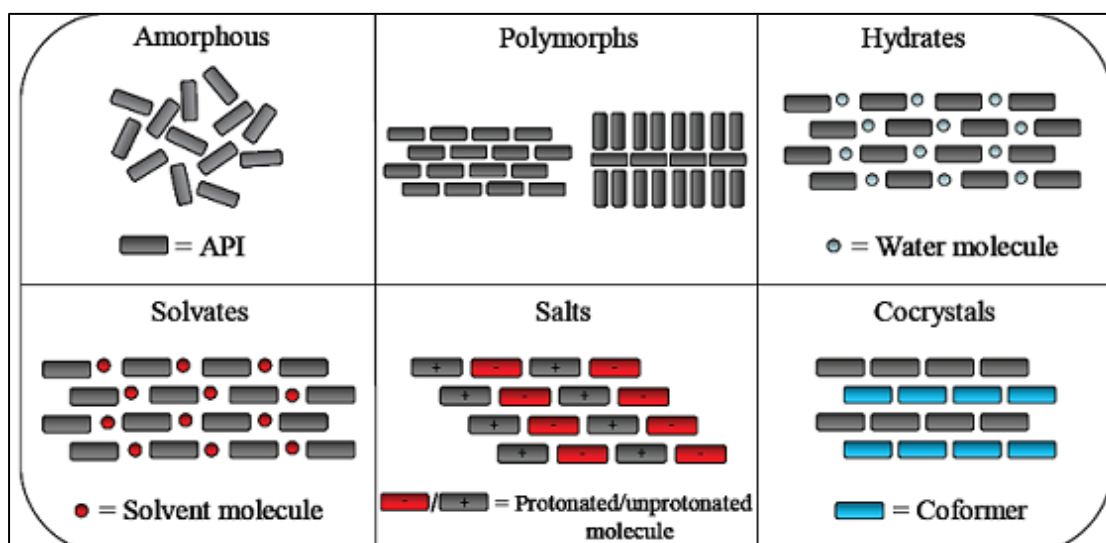 Amorphous
= API
Polymorphs
Hydrates
= Water molecule
Solvates
= Solvent molecule
Salts
+ - + -
+ - + -
+ - + -
+ - + -
- / + = Protonated/unprotonated
molecule
Cocrystals
= Coformer